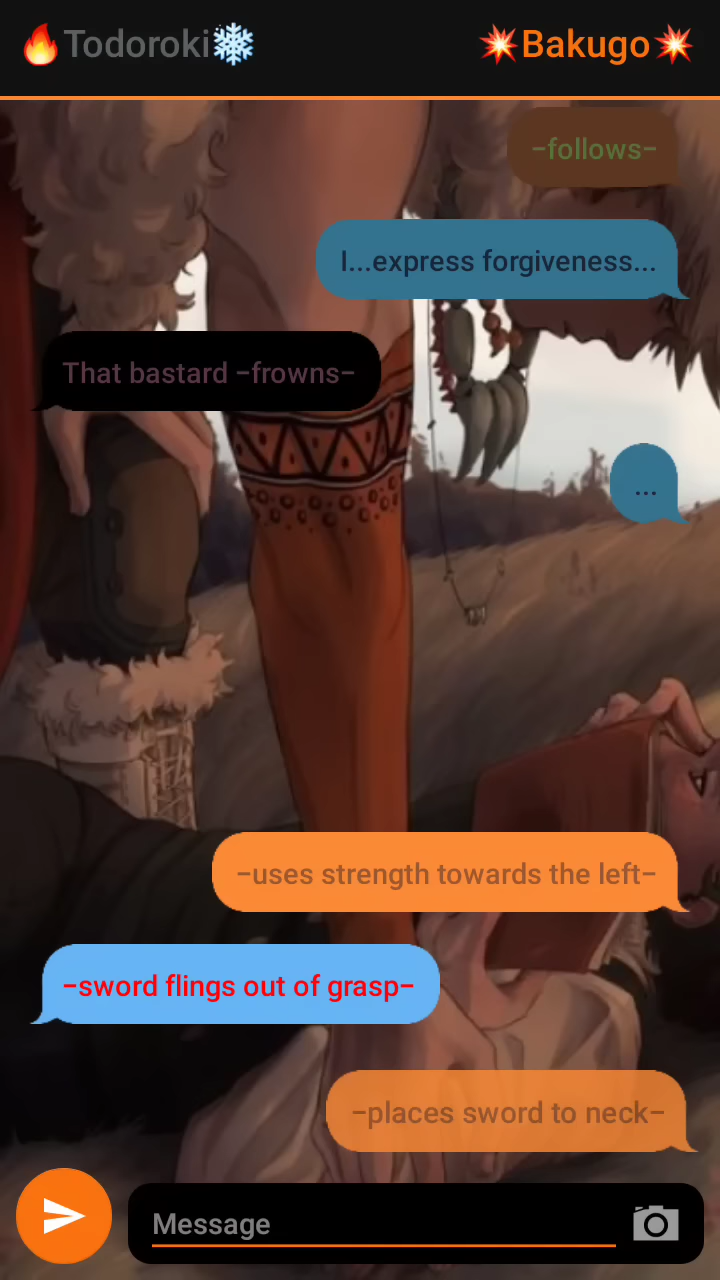 🔥Todoroki❄️ 💥Bakugo💥
–follows–
I...express forgiveness...
That bastard –frowns–
...
–uses strength towards the left–
–sword flings out of grasp–
–places sword to neck–
Message